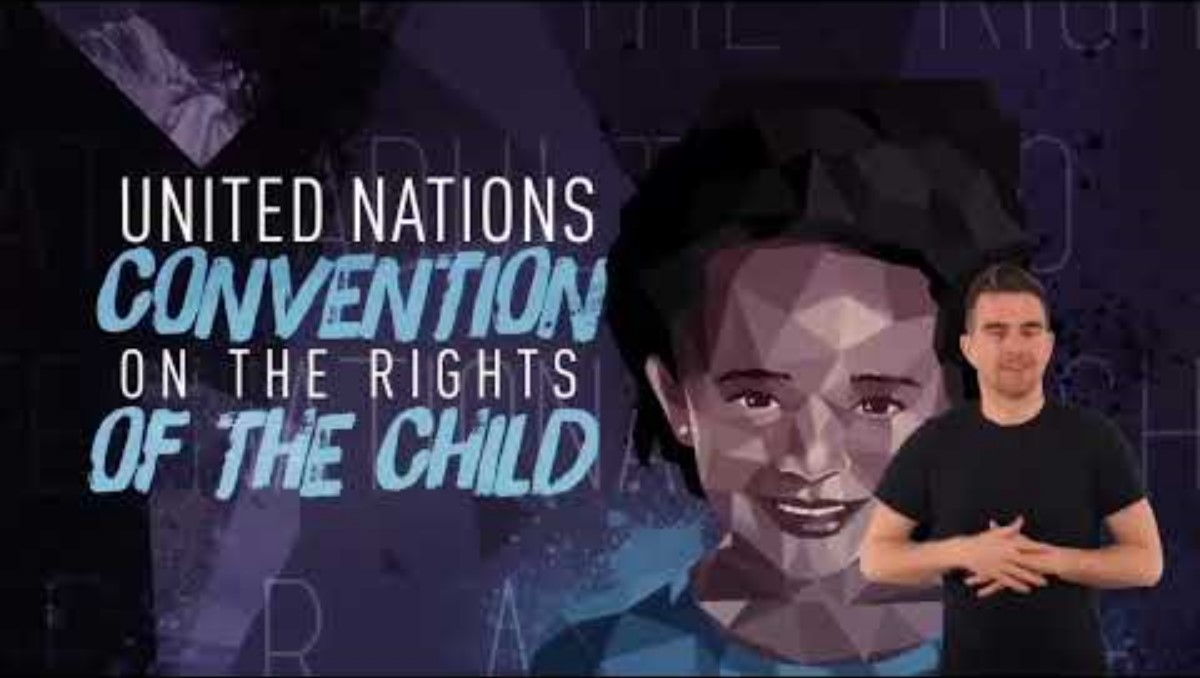 UNITED NATIONS
CONVENTION
ON THE RIGHTS
OF THE CHILD